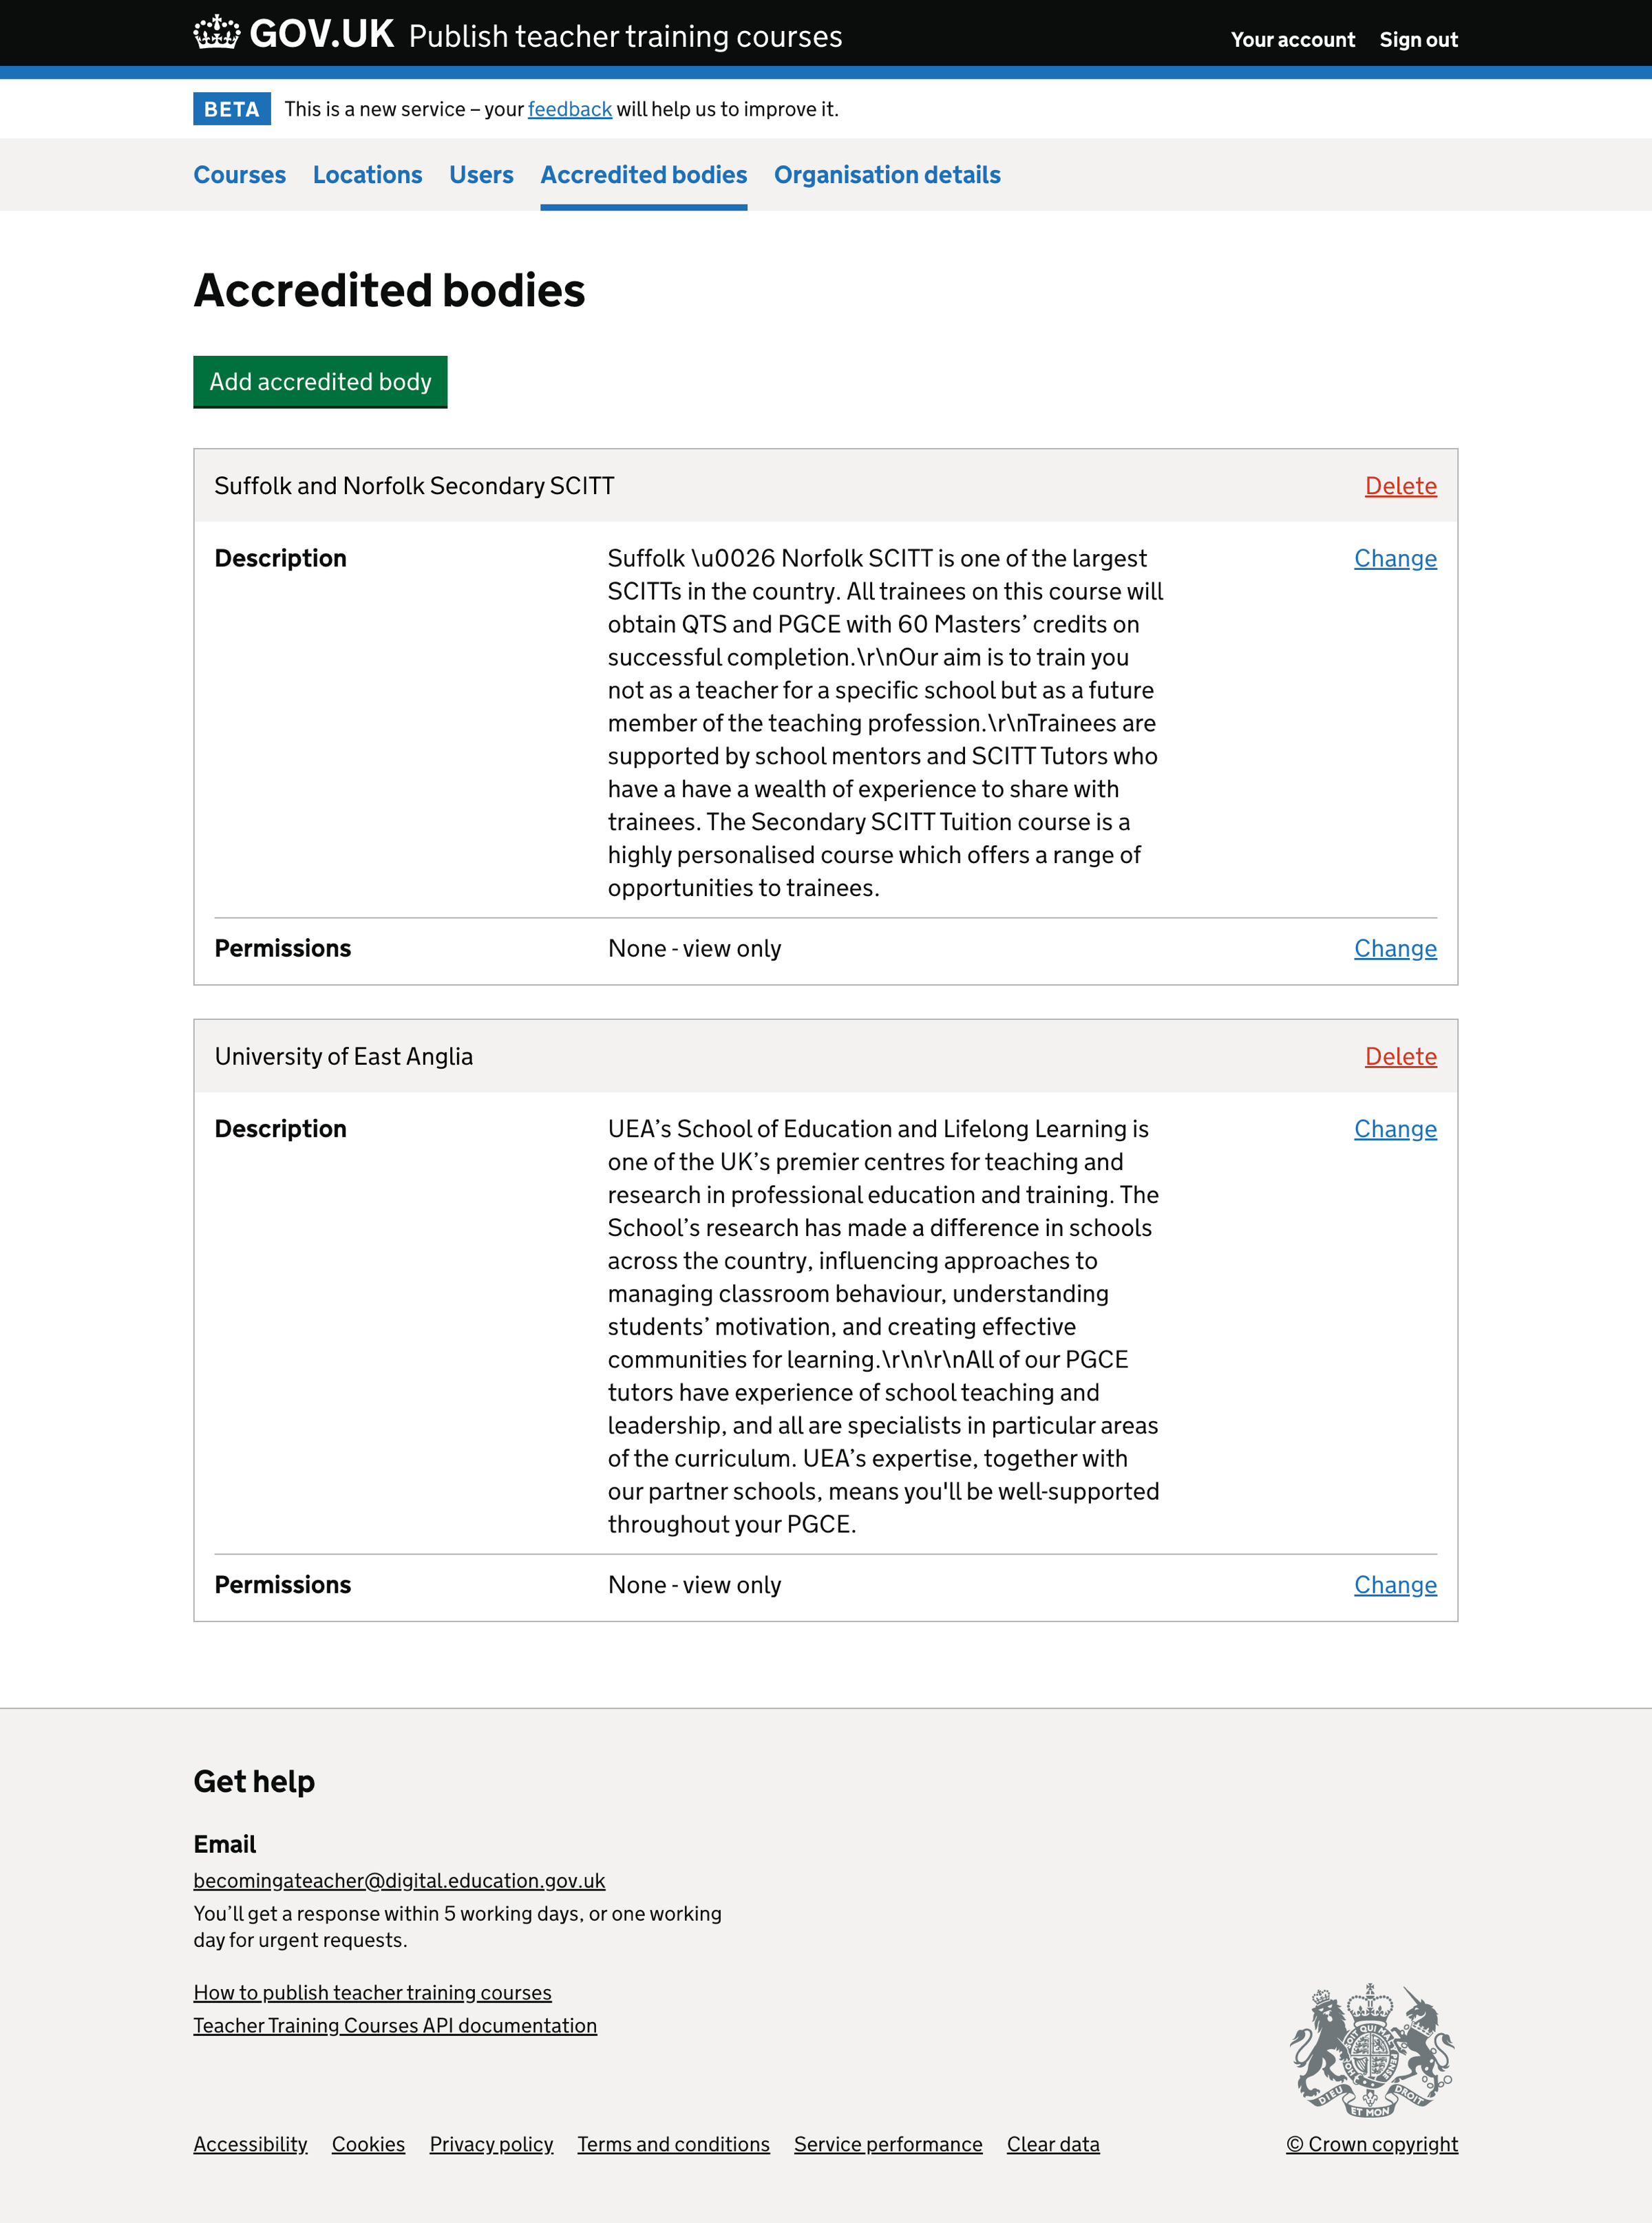 GOV.UK Publish teacher training courses Your account Sign out
BETA This is a new service – your feedback will help us to improve it.
Courses Locations Users Accredited bodies Organisation details
Accredited bodies
Add accredited body
Suffolk and Norfolk Secondary SCITT Delete
Description Suffolk \u0026 Norfolk SCITT is one of the largest Change
SCITTs in the country. All trainees on this course will
obtain QTS and PGCE with 60 Masters’ credits on
successful completion.\r\nOur aim is to train you
not as a teacher for a specific school but as a future
member of the teaching profession.\r\nTrainees are
supported by school mentors and SCITT Tutors who
have a have a wealth of experience to share with
trainees. The Secondary SCITT Tuition course is a
highly personalised course which offers a range of
opportunities to trainees.
Permissions None - view only Change
University of East Anglia Delete
Description UEA’s School of Education and Lifelong Learning is Change
one of the UK’s premier centres for teaching and
research in professional education and training. The
School’s research has made a difference in schools
across the country, influencing approaches to
managing classroom behaviour, understanding
students’ motivation, and creating effective
communities for learning.\r\n\r\nAll of our PGCE
tutors have experience of school teaching and
leadership, and all are specialists in particular areas
of the curriculum. UEA’s expertise, together with
our partner schools, means you'll be well-supported
throughout your PGCE.
Permissions None - view only Change
Get help
Email
becomingateacher@digital.education.gov.uk
You’ll get a response within 5 working days, or one working
day for urgent requests.
How to publish teacher training courses
Teacher Training Courses API documentation
DIEU ET MON DROIT
Accessibility Cookies Privacy policy Terms and conditions Service performance Clear data © Crown copyright